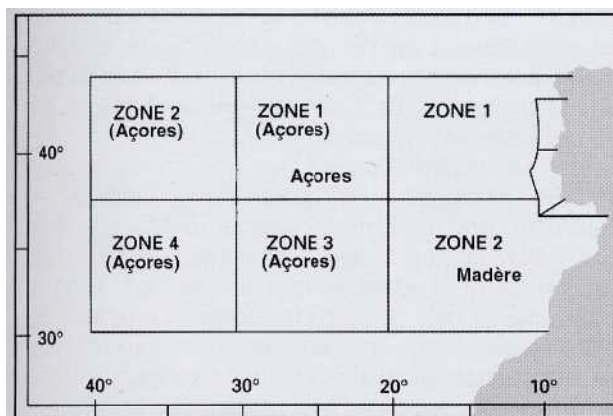 ZONE 2
(Açores)
ZONE 1
(Açores)
ZONE 1
40°
Açores
ZONE 4
(Açores)
ZONE 3
(Açores)
ZONE 2
Madère
30°
40°
30°
20°
10°